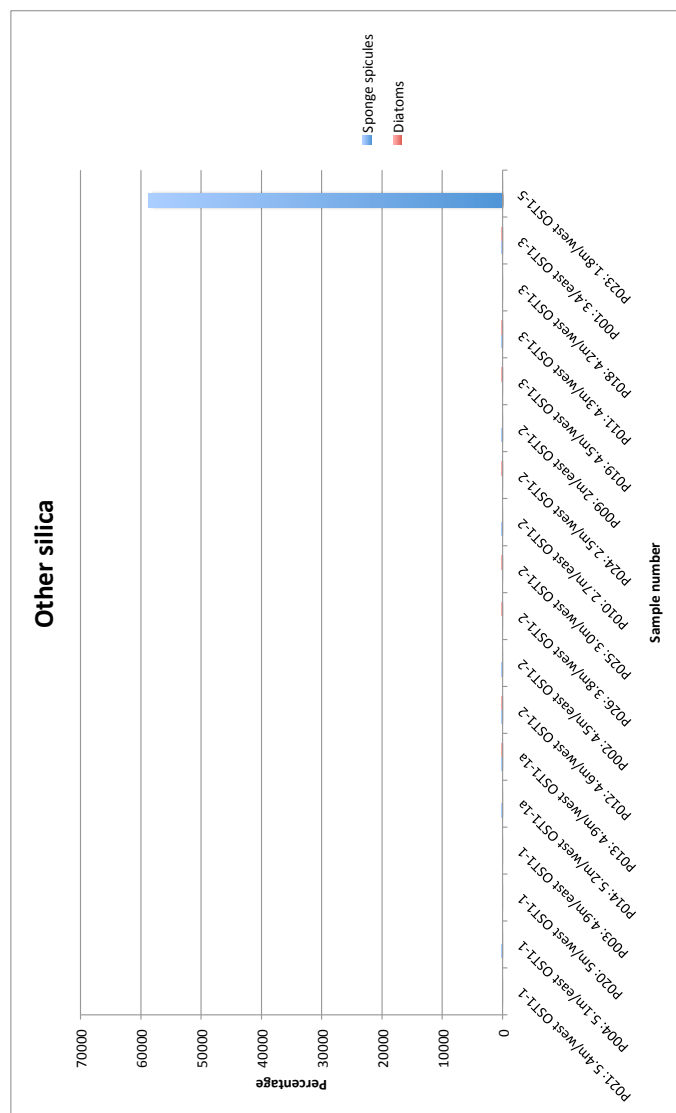 Other silica
70000
60000
50000
40000
30000
20000
10000
0
Percentage
P021: 5.4m/west OST1-1
P004: 5.1m/east OST1-1
P020: 5m/west OST1-1
P003: 4.9m/east OST1-1
P014: 5.2m/west OST1-1a
P013: 4.9m/west OST1-1a
P012: 4.6m/west OST1-2
P002: 4.5m/east OST1-2
P026: 3.8m/west OST1-2
P025: 3.0m/west OST1-2
P010: 2.7m/east OST1-2
P024: 2.5m/west OST1-2
P009: 2m/east OST1-2
P019: 4.5m/west OST1-3
P011: 4.3m/west OST1-3
P018: 4.2m/west OST1-3
P001: 3.4/east OST1-3
P023: 1.8m/west OST1-5
Sample number
Sponge spicules
Diatoms